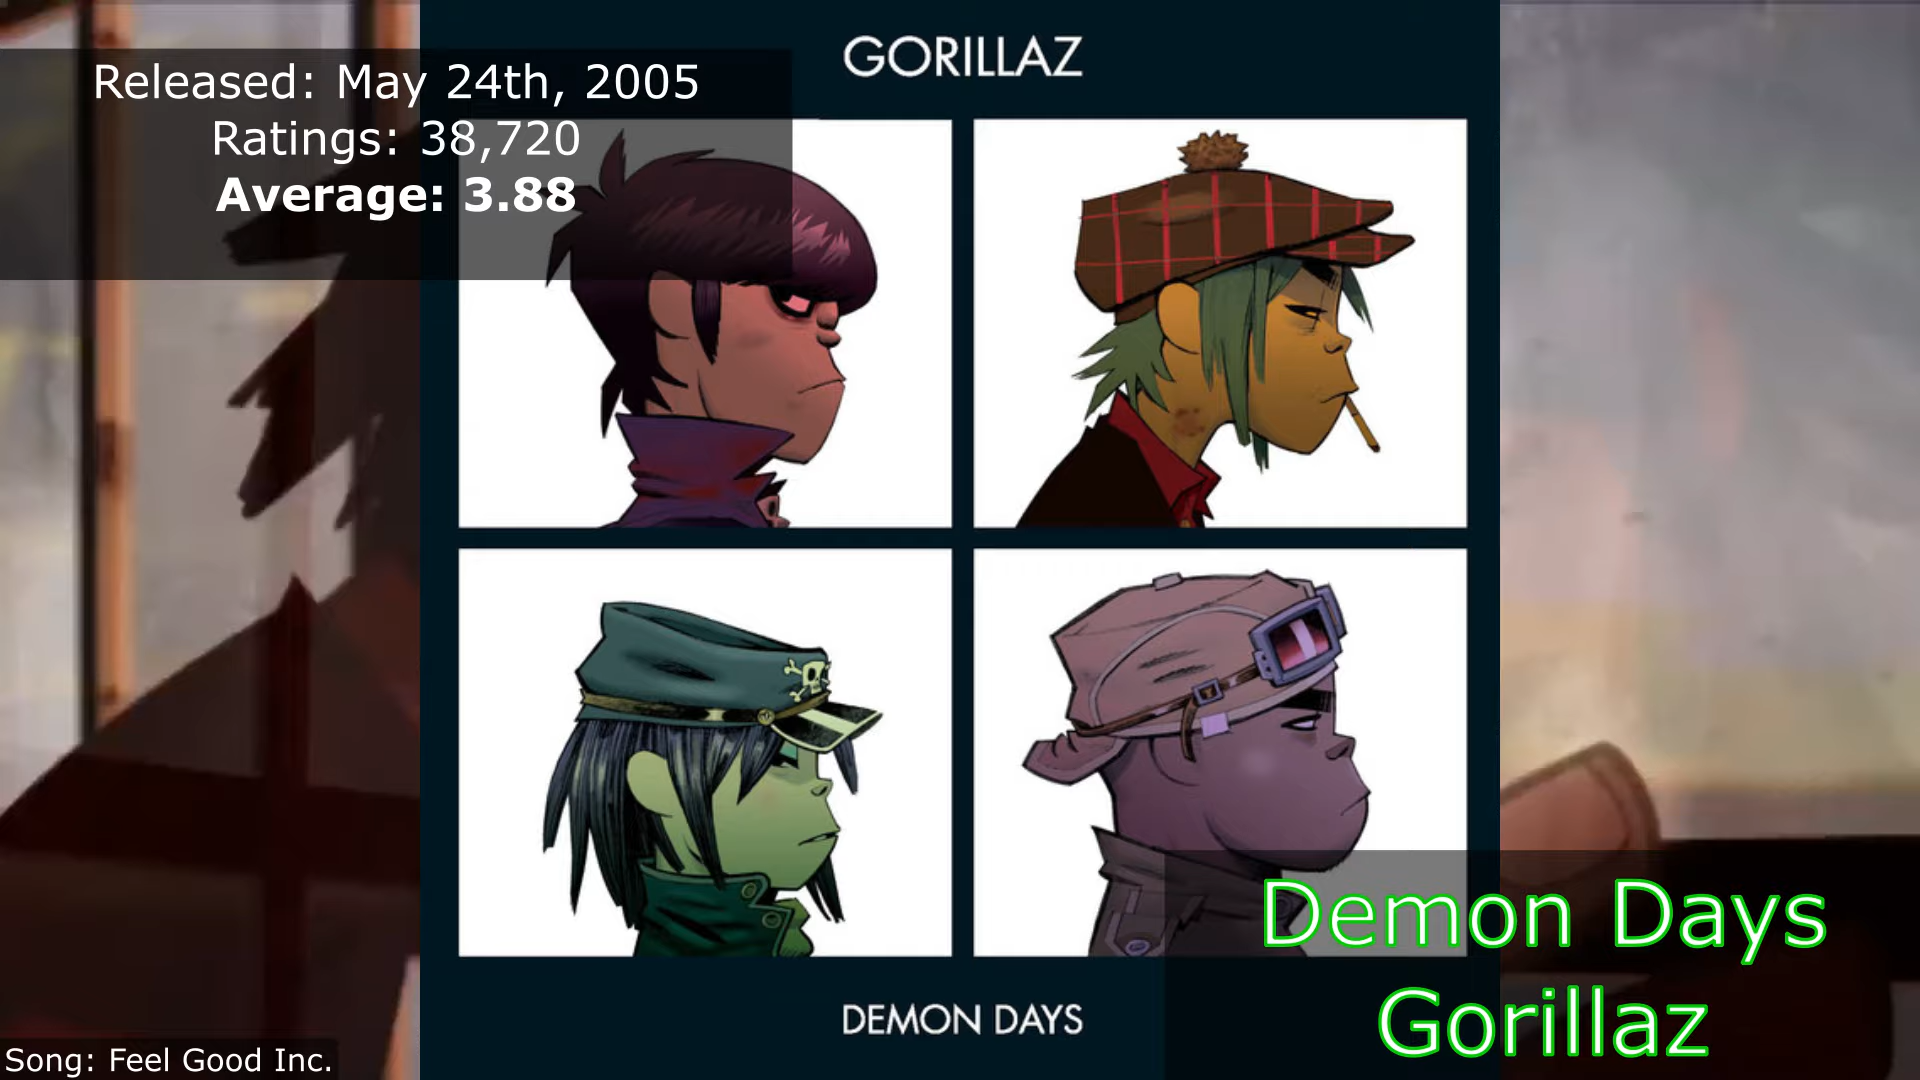 GORILLAZ
Released: May 24th, 2005
Ratings: 38,720
Average: 3.88
Demon Days
Gorillaz
DEMON DAYS
Song: Feel Good Inc.